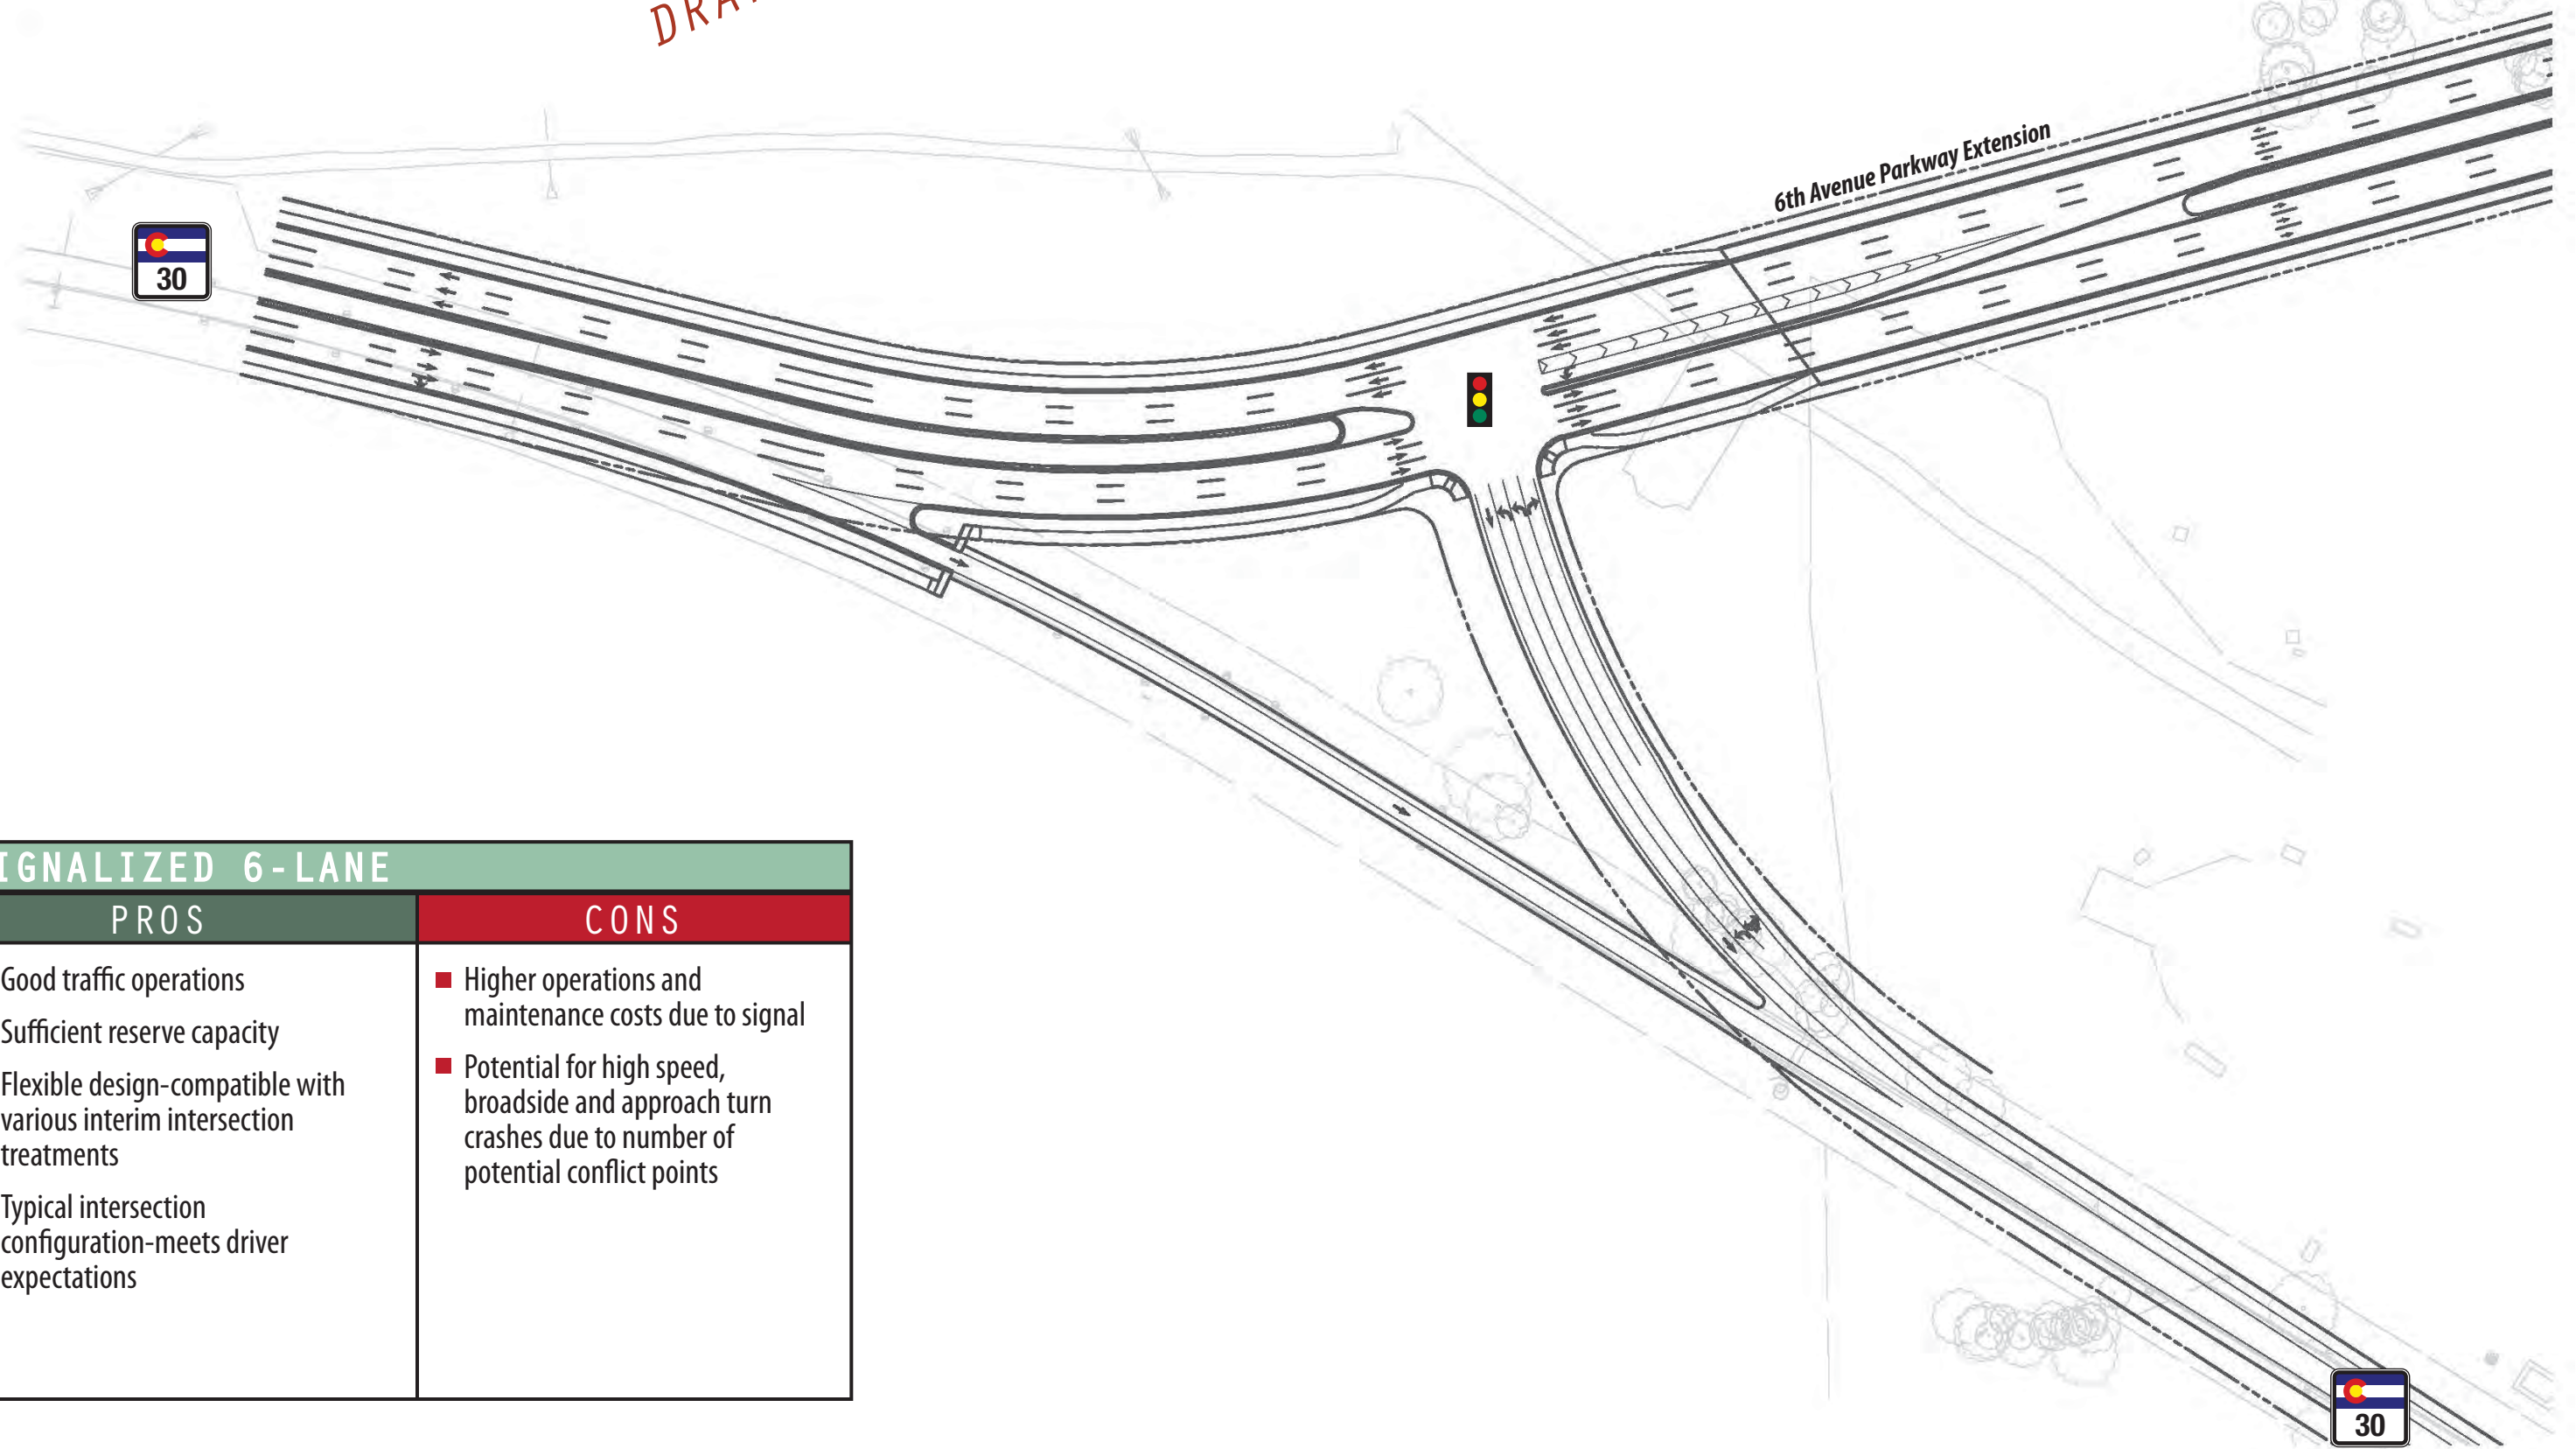 DRA
6th Avenue Parkway Extension
30
IGNALIZED 6-LANE
PROS
CONS
Good traffic operations
Sufficient reserve capacity
Flexible design-compatible with
various interim intersection
treatments
Typical intersection
configuration-meets driver
expectations
Higher operations and
maintenance costs due to signal
Potential for high speed,
broadside and approach turn
crashes due to number of
potential conflict points
30